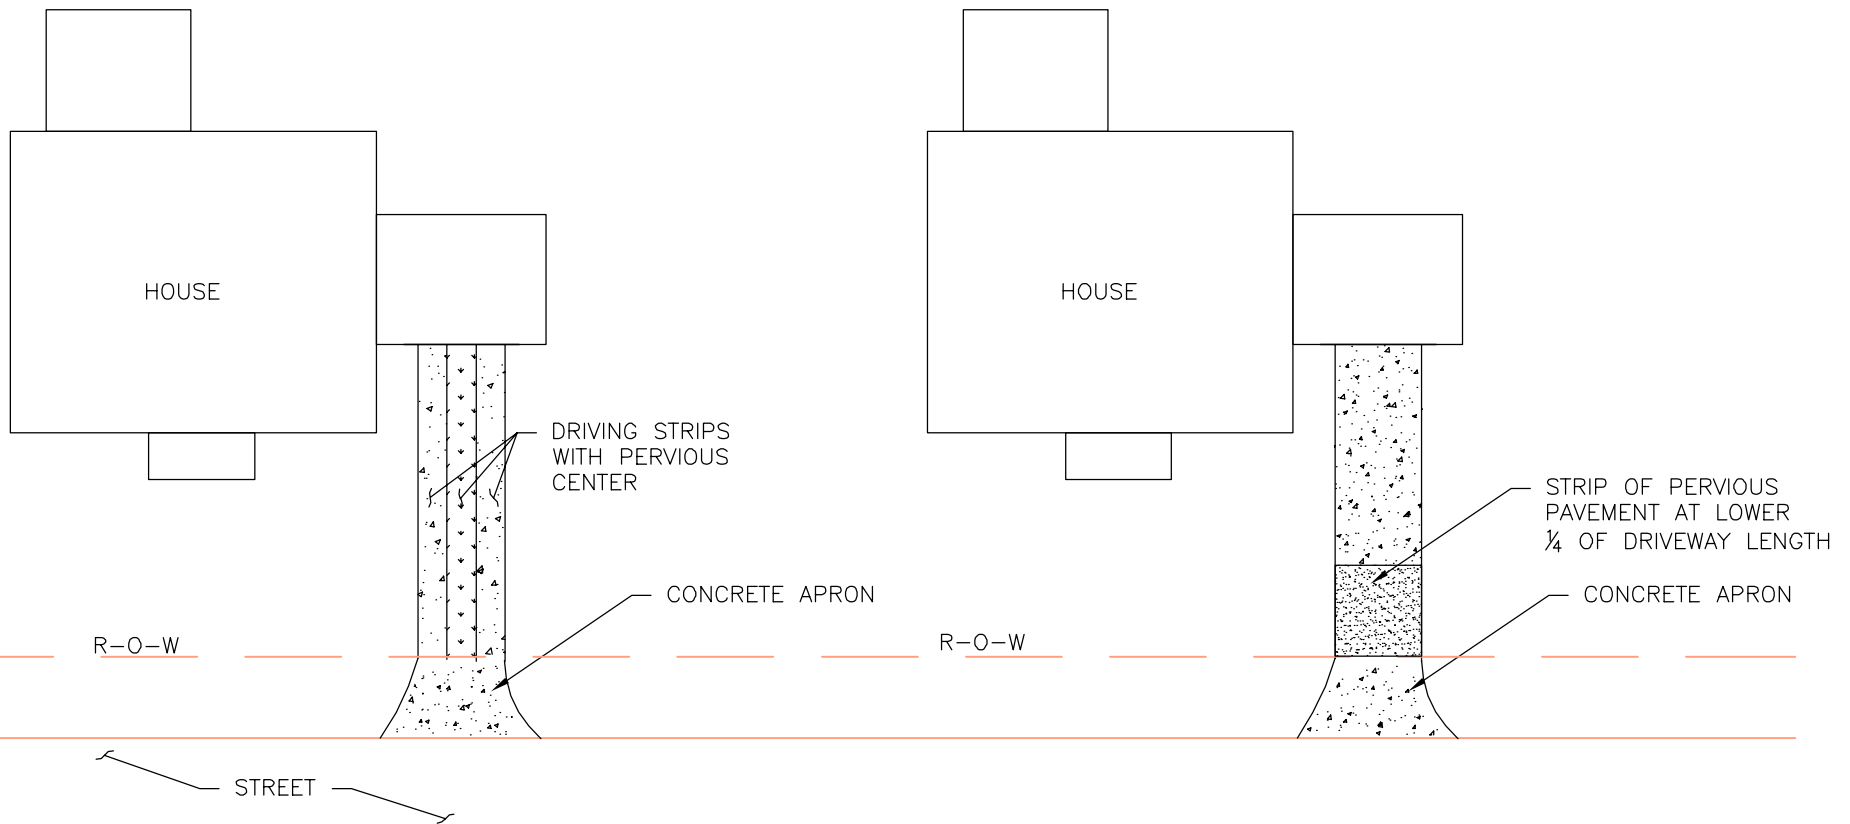 HOUSE
DRIVING STRIPS
WITH PERVIOUS
CENTER
CONCRETE APRON
R-O-W
STREET
HOUSE
STRIP OF PERVIOUS
PAVEMENT AT LOWER
¼ OF DRIVEWAY LENGTH
CONCRETE APRON
R-O-W